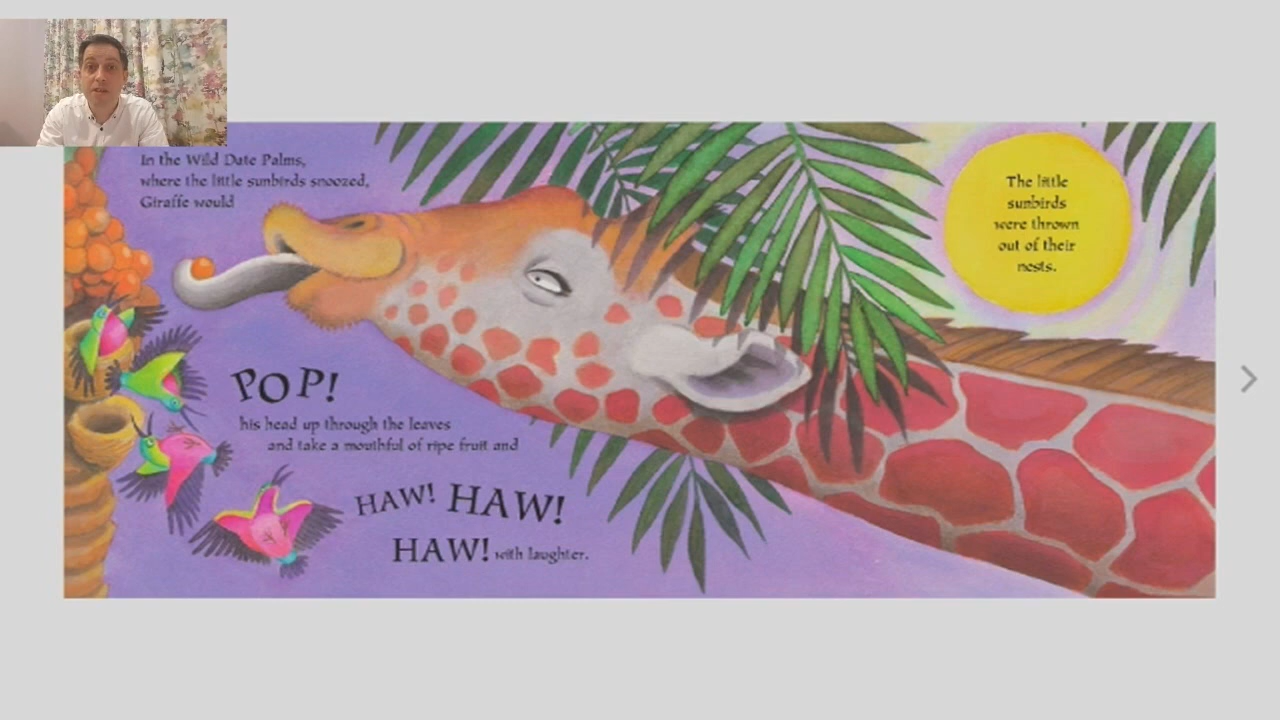 In the Wild Date Palms,
where the little sunbirds snoozed,
Giraffe would
POP!
his head up through the leaves
and take a mouthful of ripe fruit and
HAW! HAW!
HAW! with laughter.
The little
sunbirds
were thrown
out of their
nests.